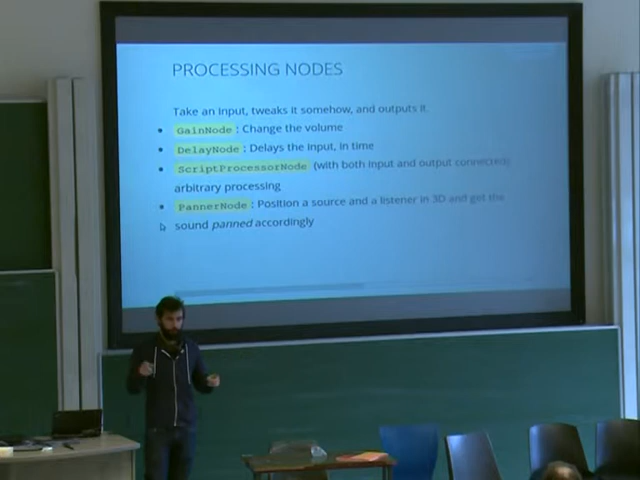 PROCESSING NODES
Take an input, tweaks it somehow, and outputs it.
• GainNode : Change the volume
• DelayNode : Delays the input, in time
• ScriptProcessorNode (with both input and output connected)
arbitrary processing
• PannerNode : Position a source and a listener in 3D and get the
sound panned accordingly